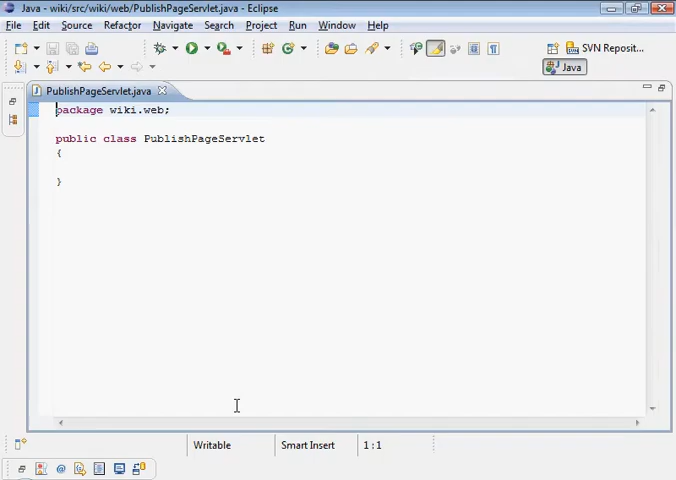 Java - wiki/src/wiki/web/PublishPageServlet.java - Eclipse
File Edit Source Refactor Navigate Search Project Run Window Help
SVN Reposit...
Java
PublishPageServlet.java
package wiki.web;
public class PublishPageServlet
{
}
Writable Smart Insert 1 : 1